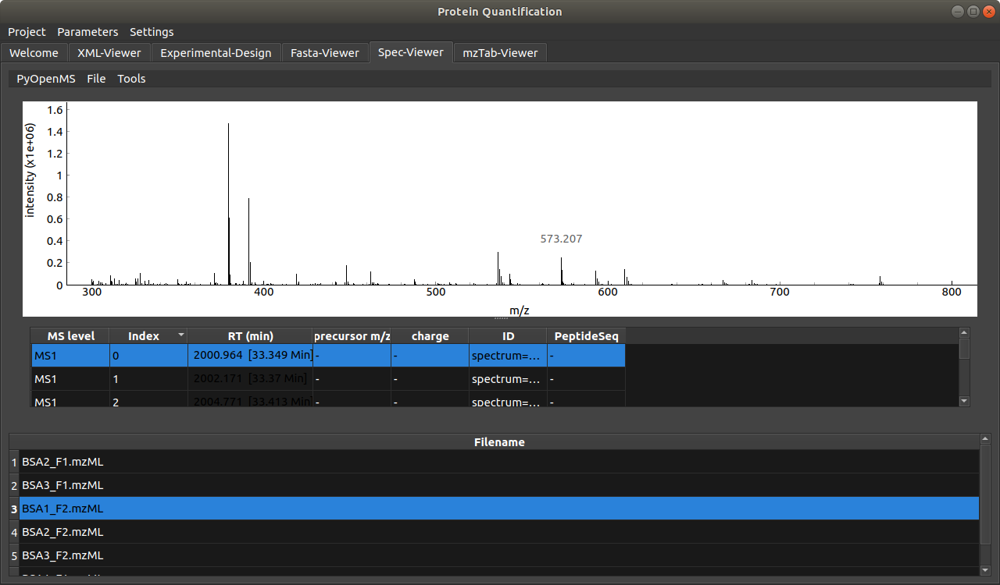 Protein Quantification
Project Parameters Settings
Welcome XML-Viewer Experimental-Design Fasta-Viewer Spec-Viewer mzTab-Viewer
PyOpenMS File Tools
intensity (x1e+06)
1.6
1.4
1.2
1
0.8
0.6
0.4
0.2
0
573.207
300 400 500 600 700 800
m/z
MS level Index RT (min) precursor m/z charge ID PeptideSeq
MS1 0 2000.964 [33.349 Min] - - spectrum=... -
MS1 1 2002.171 [33.37 Min] - - spectrum=... -
MS1 2 2004.771 [33.413 Min] - - spectrum=... -
Filename
1 BSA2_F1.mzML
2 BSA3_F1.mzML
3 BSA1_F2.mzML
4 BSA2_F2.mzML
5 BSA3_F2.mzML